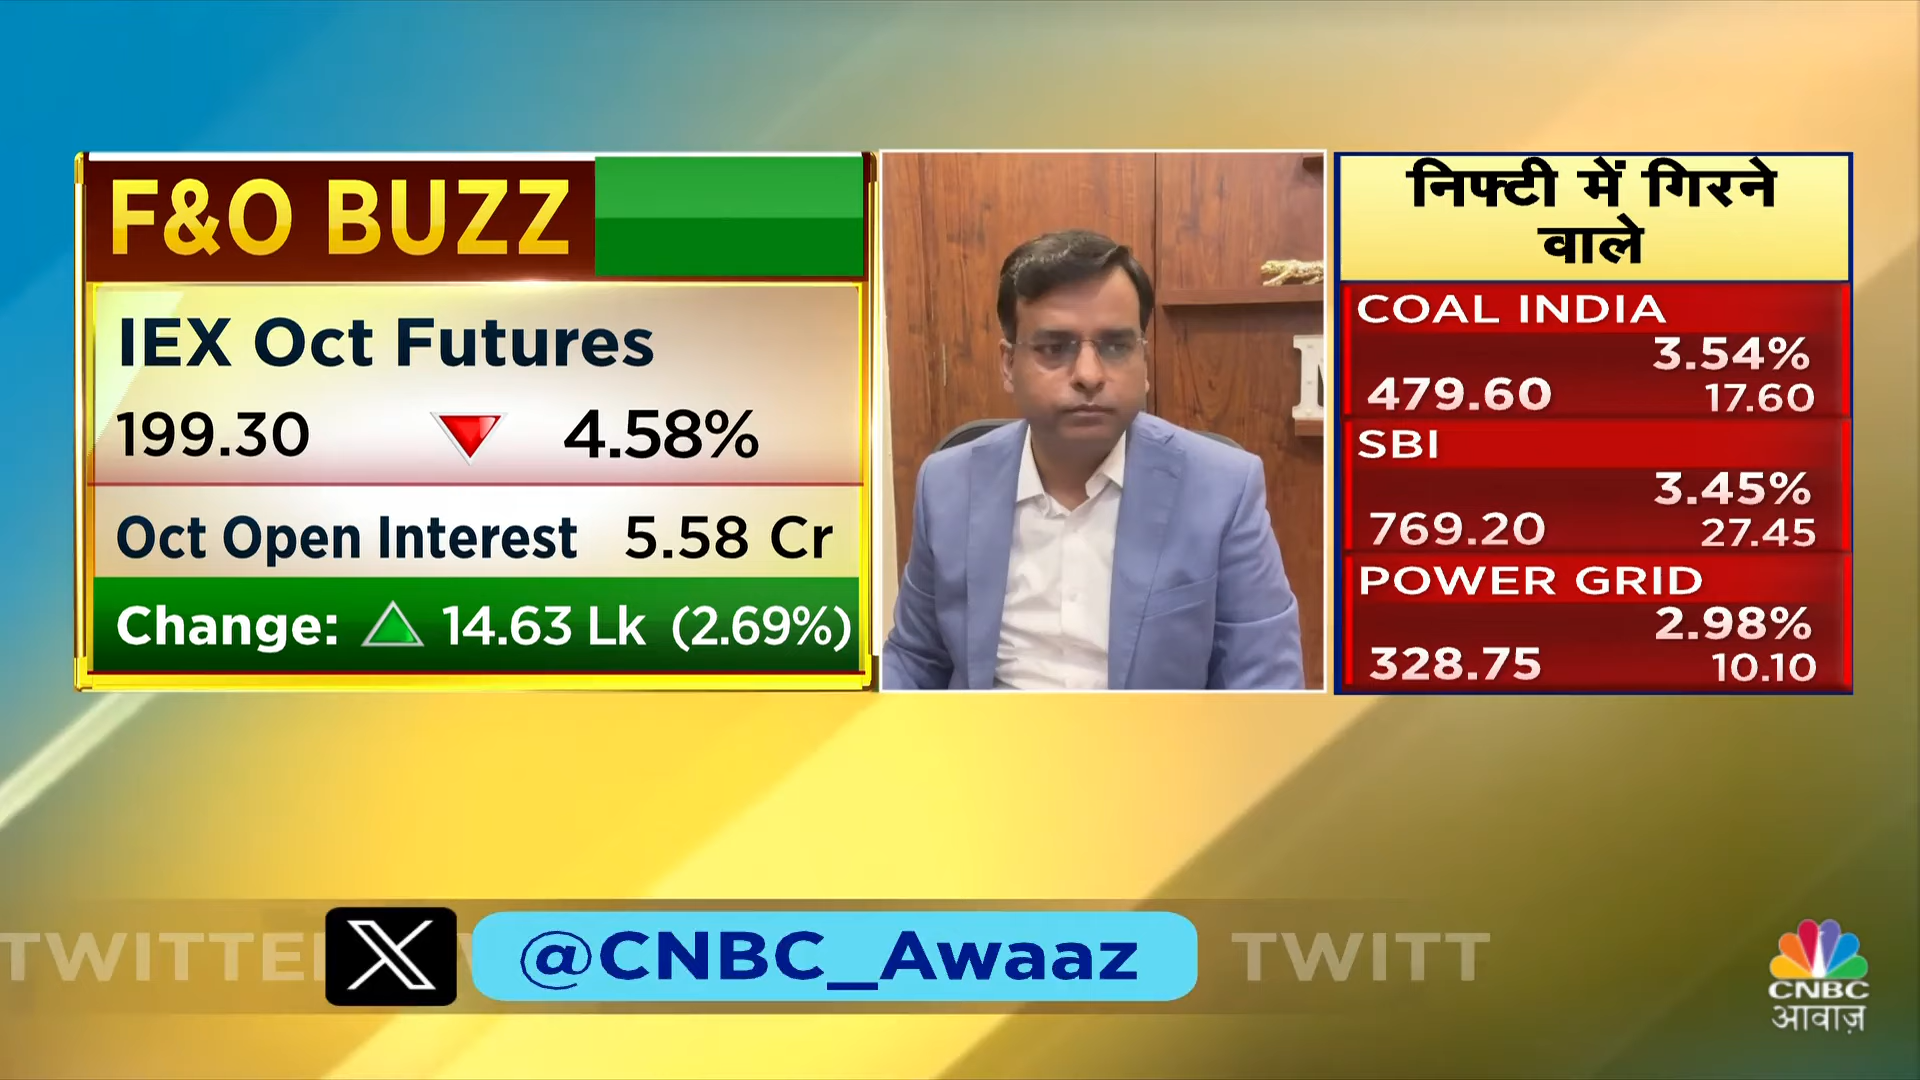 F&O BUZZ
IEX Oct Futures
199.30 4.58%
Oct Open Interest 5.58 Cr
Change: 14.63 Lk (2.69%)
निफ्टी में गिरने
वाले
COAL INDIA
3.54%
479.60 17.60
SBI
3.45%
769.20 27.45
POWER GRID
2.98%
328.75 10.10
TWITTE @CNBC_Awaaz TWITT
CNBC
आवाज़